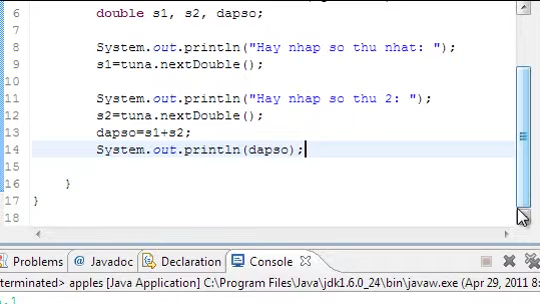 6 double s1, s2, dapso;
7
8 System.out.println("Hay nhap so thu nhat: ");
9 s1=tuna.nextDouble();
10
11 System.out.println("Hay nhap so thu 2: ");
12 s2=tuna.nextDouble();
13 dapso=s1+s2;
14 System.out.println(dapso);
15
16 }
17 }
18
Problems @ Javadoc Declaration Console
terminated> apples [Java Application] C:\Program Files\Java\jdk1.6.0_24\bin\javaw.exe (Apr 29, 2011 8: